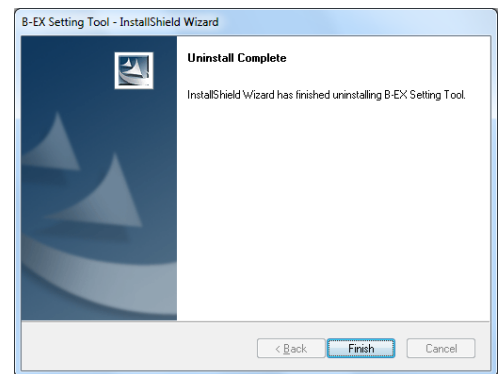 B-EX Setting Tool - InstallShield Wizard
Uninstall Complete
InstallShield Wizard has finished uninstalling B-EX Setting Tool.
< Back Finish Cancel